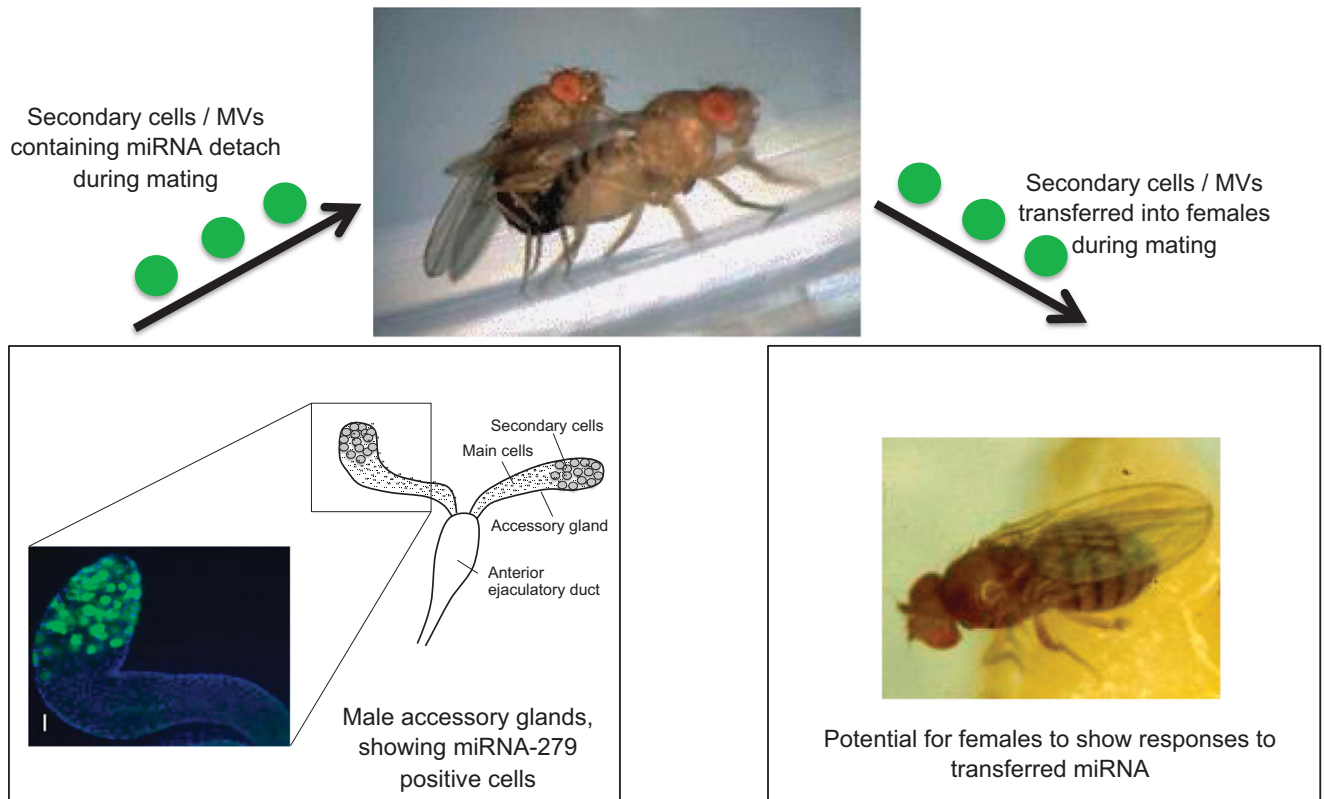 Secondary cells / MVs
containing miRNA detach
during mating
Secondary cells / MVs
transferred into females
during mating
Secondary cells
Main cells
Accessory gland
Anterior
ejaculatory duct
Male accessory glands,
showing miRNA-279
positive cells
Potential for females to show responses to
transferred miRNA